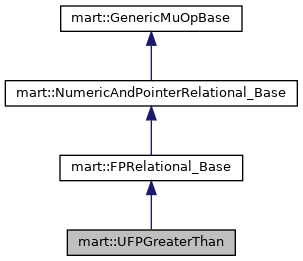 mart::GenericMuOpBase
mart::NumericAndPointerRelational_Base
mart::FPRelational_Base
mart::UFPGreaterThan